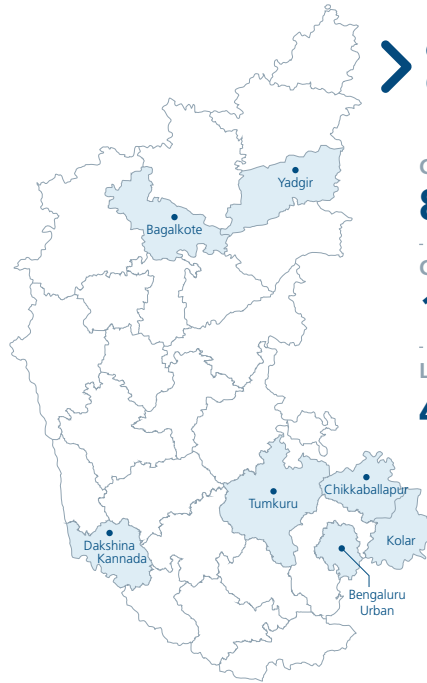 Yadgir
Bagalkote
Chikkaballapur
Tumkuru
Kolar
Dakshina
Kannada
Bengaluru
Urban